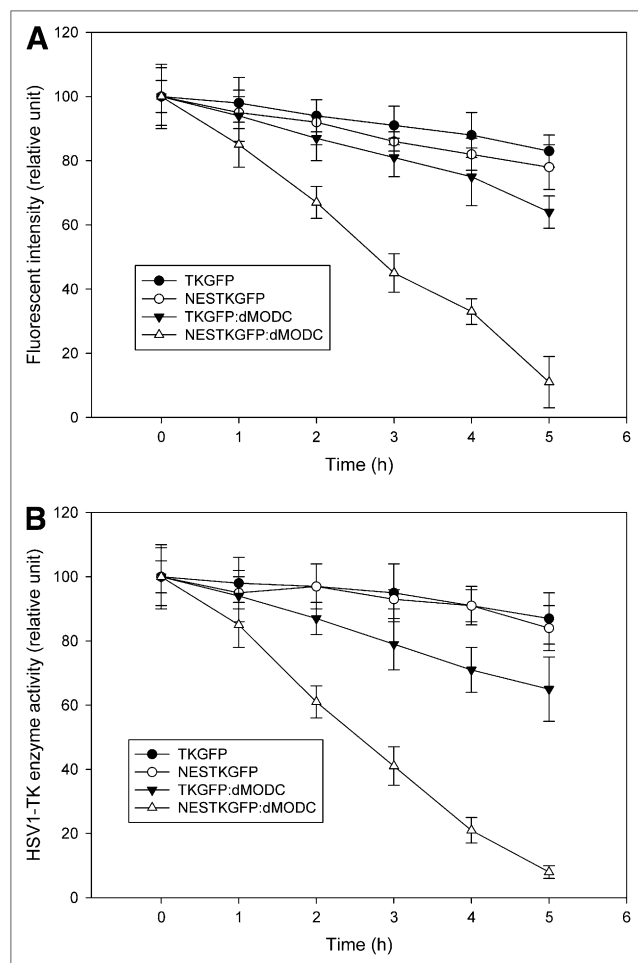 A
Fluorescent intensity (relative unit)
120
100
80
60
40
20
0
TKGFP
NESTKGFP
TKGFP:dMODC
NESTKGFP:dMODC
0 1 2 3 4 5 6
Time (h)
B
HSV1-TK enzyme activity (relative unit)
120
100
80
60
40
20
0
TKGFP
NESTKGFP
TKGFP:dMODC
NESTKGFP:dMODC
0 1 2 3 4 5 6
Time (h)